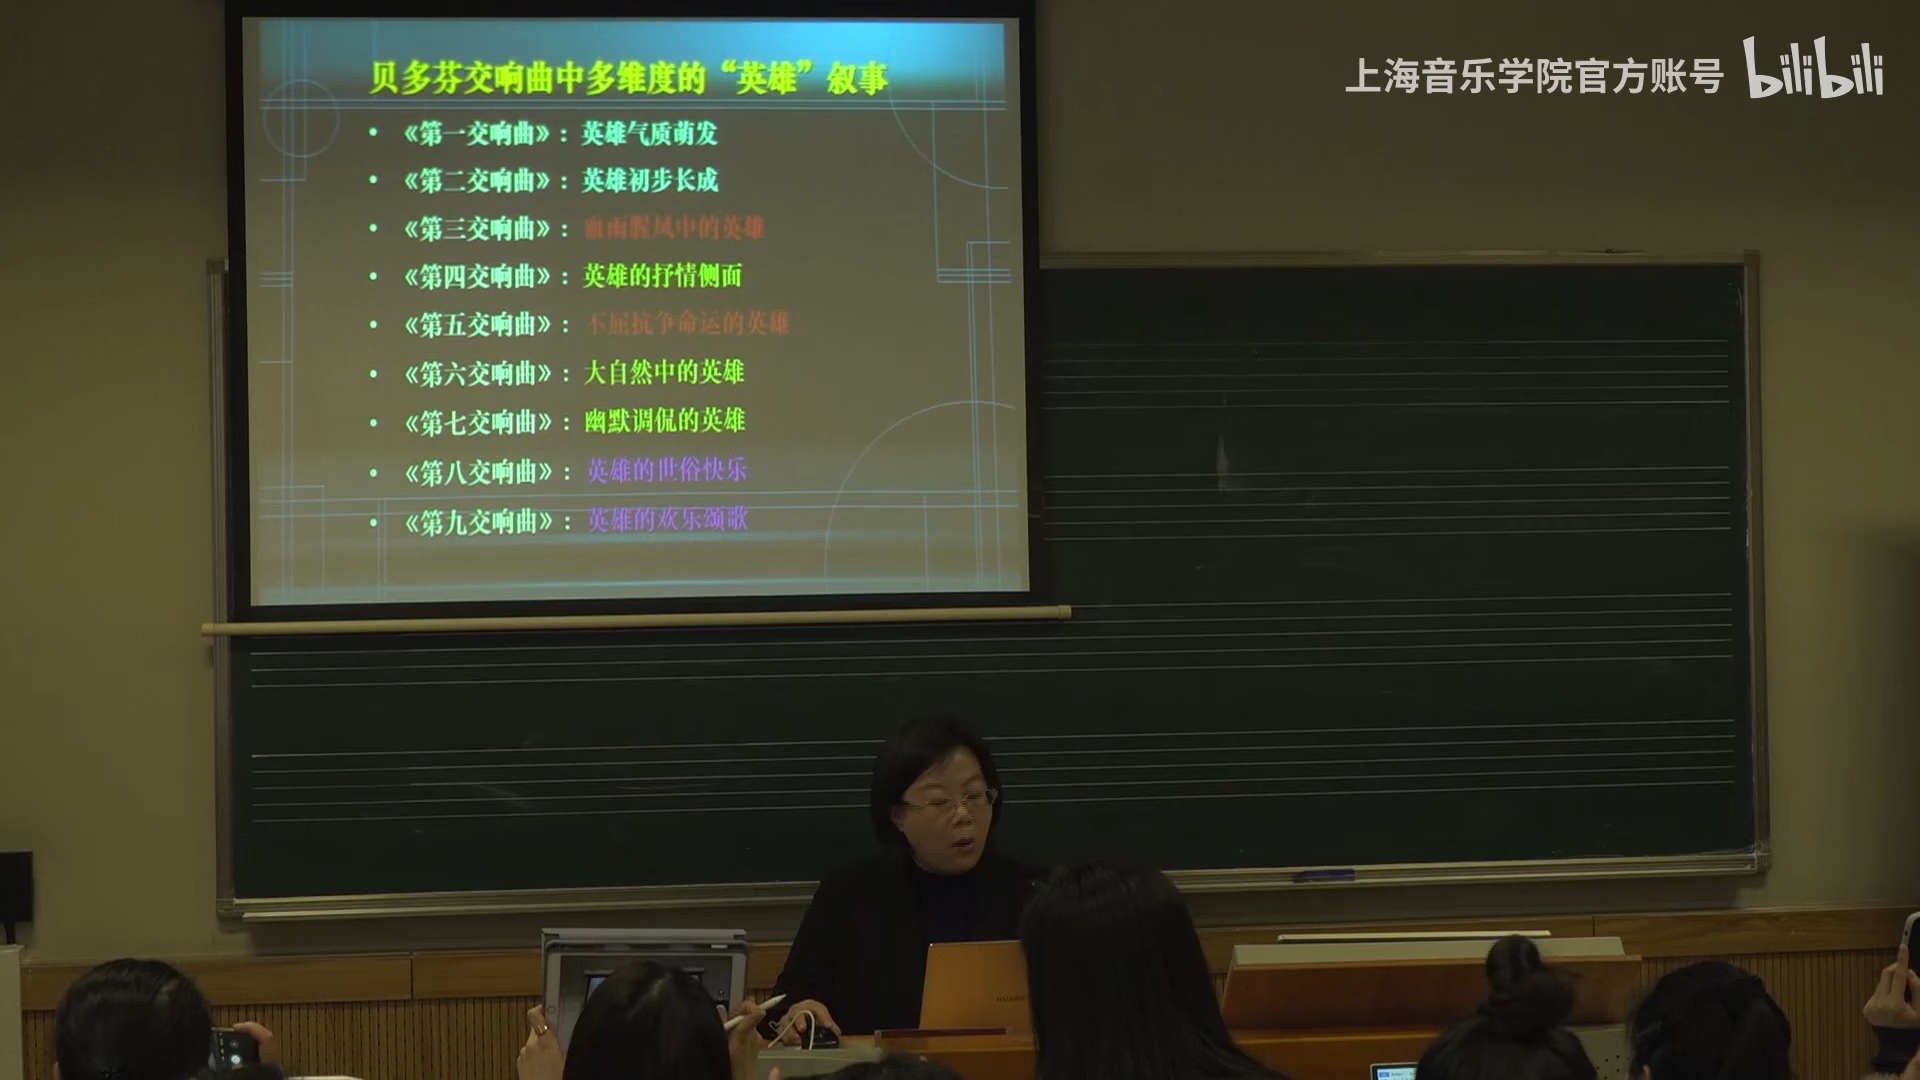 上海音乐学院官方账号 bilibili
贝多芬交响曲中多维度的“英雄”叙事
• 《第一交响曲》：英雄气质萌发
• 《第二交响曲》：英雄初步长成
• 《第三交响曲》：血雨腥风中的英雄
• 《第四交响曲》：英雄的抒情侧面
• 《第五交响曲》：不屈抗争命运的英雄
• 《第六交响曲》：大自然中的英雄
• 《第七交响曲》：幽默调侃的英雄
• 《第八交响曲》：英雄的世俗快乐
• 《第九交响曲》：英雄的欢乐颂歌
HUAWEI